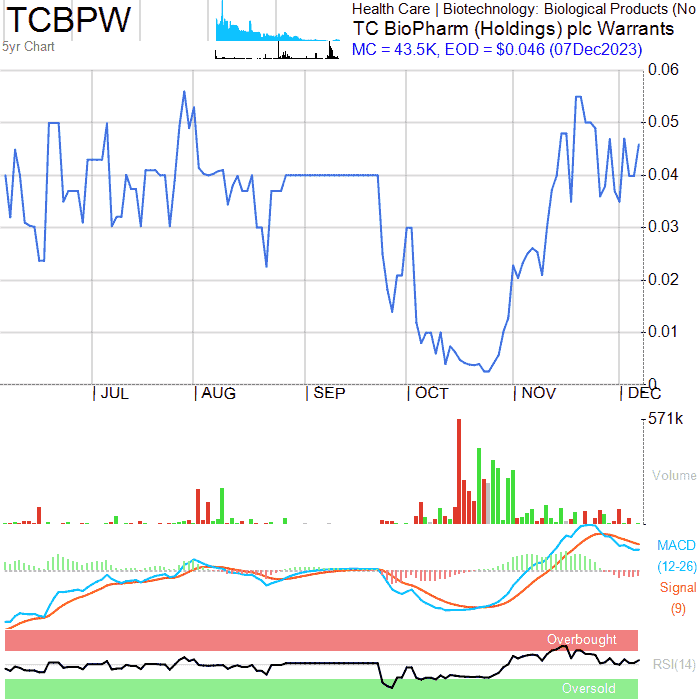 TCBPW
5yr Chart
Health Care | Biotechnology: Biological Products (No
TC BioPharm (Holdings) plc Warrants
MC = 43.5K, EOD = $0.046 (07Dec2023)
0.06
0.05
0.04
0.03
0.02
0.01
0
JUL AUG SEP OCT NOV DEC
571k
Volume
MACD
(12-26)
Signal
(9)
Overbought
RSI(14)
Oversold